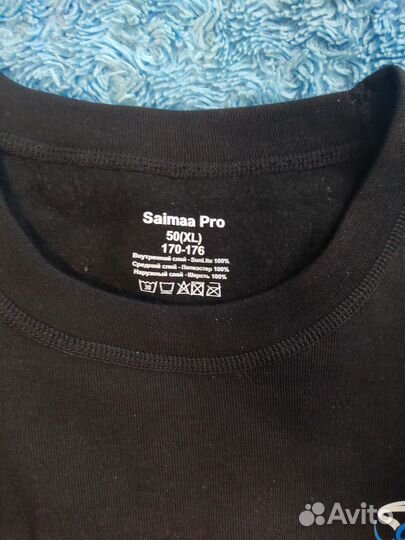 Saimaa Pro
50(XL)
170-176
Внутренний слой - SunLite 100%
Средний слой - Полиэстер 100%
Наружный слой - Шерсть 100%
30
Avito